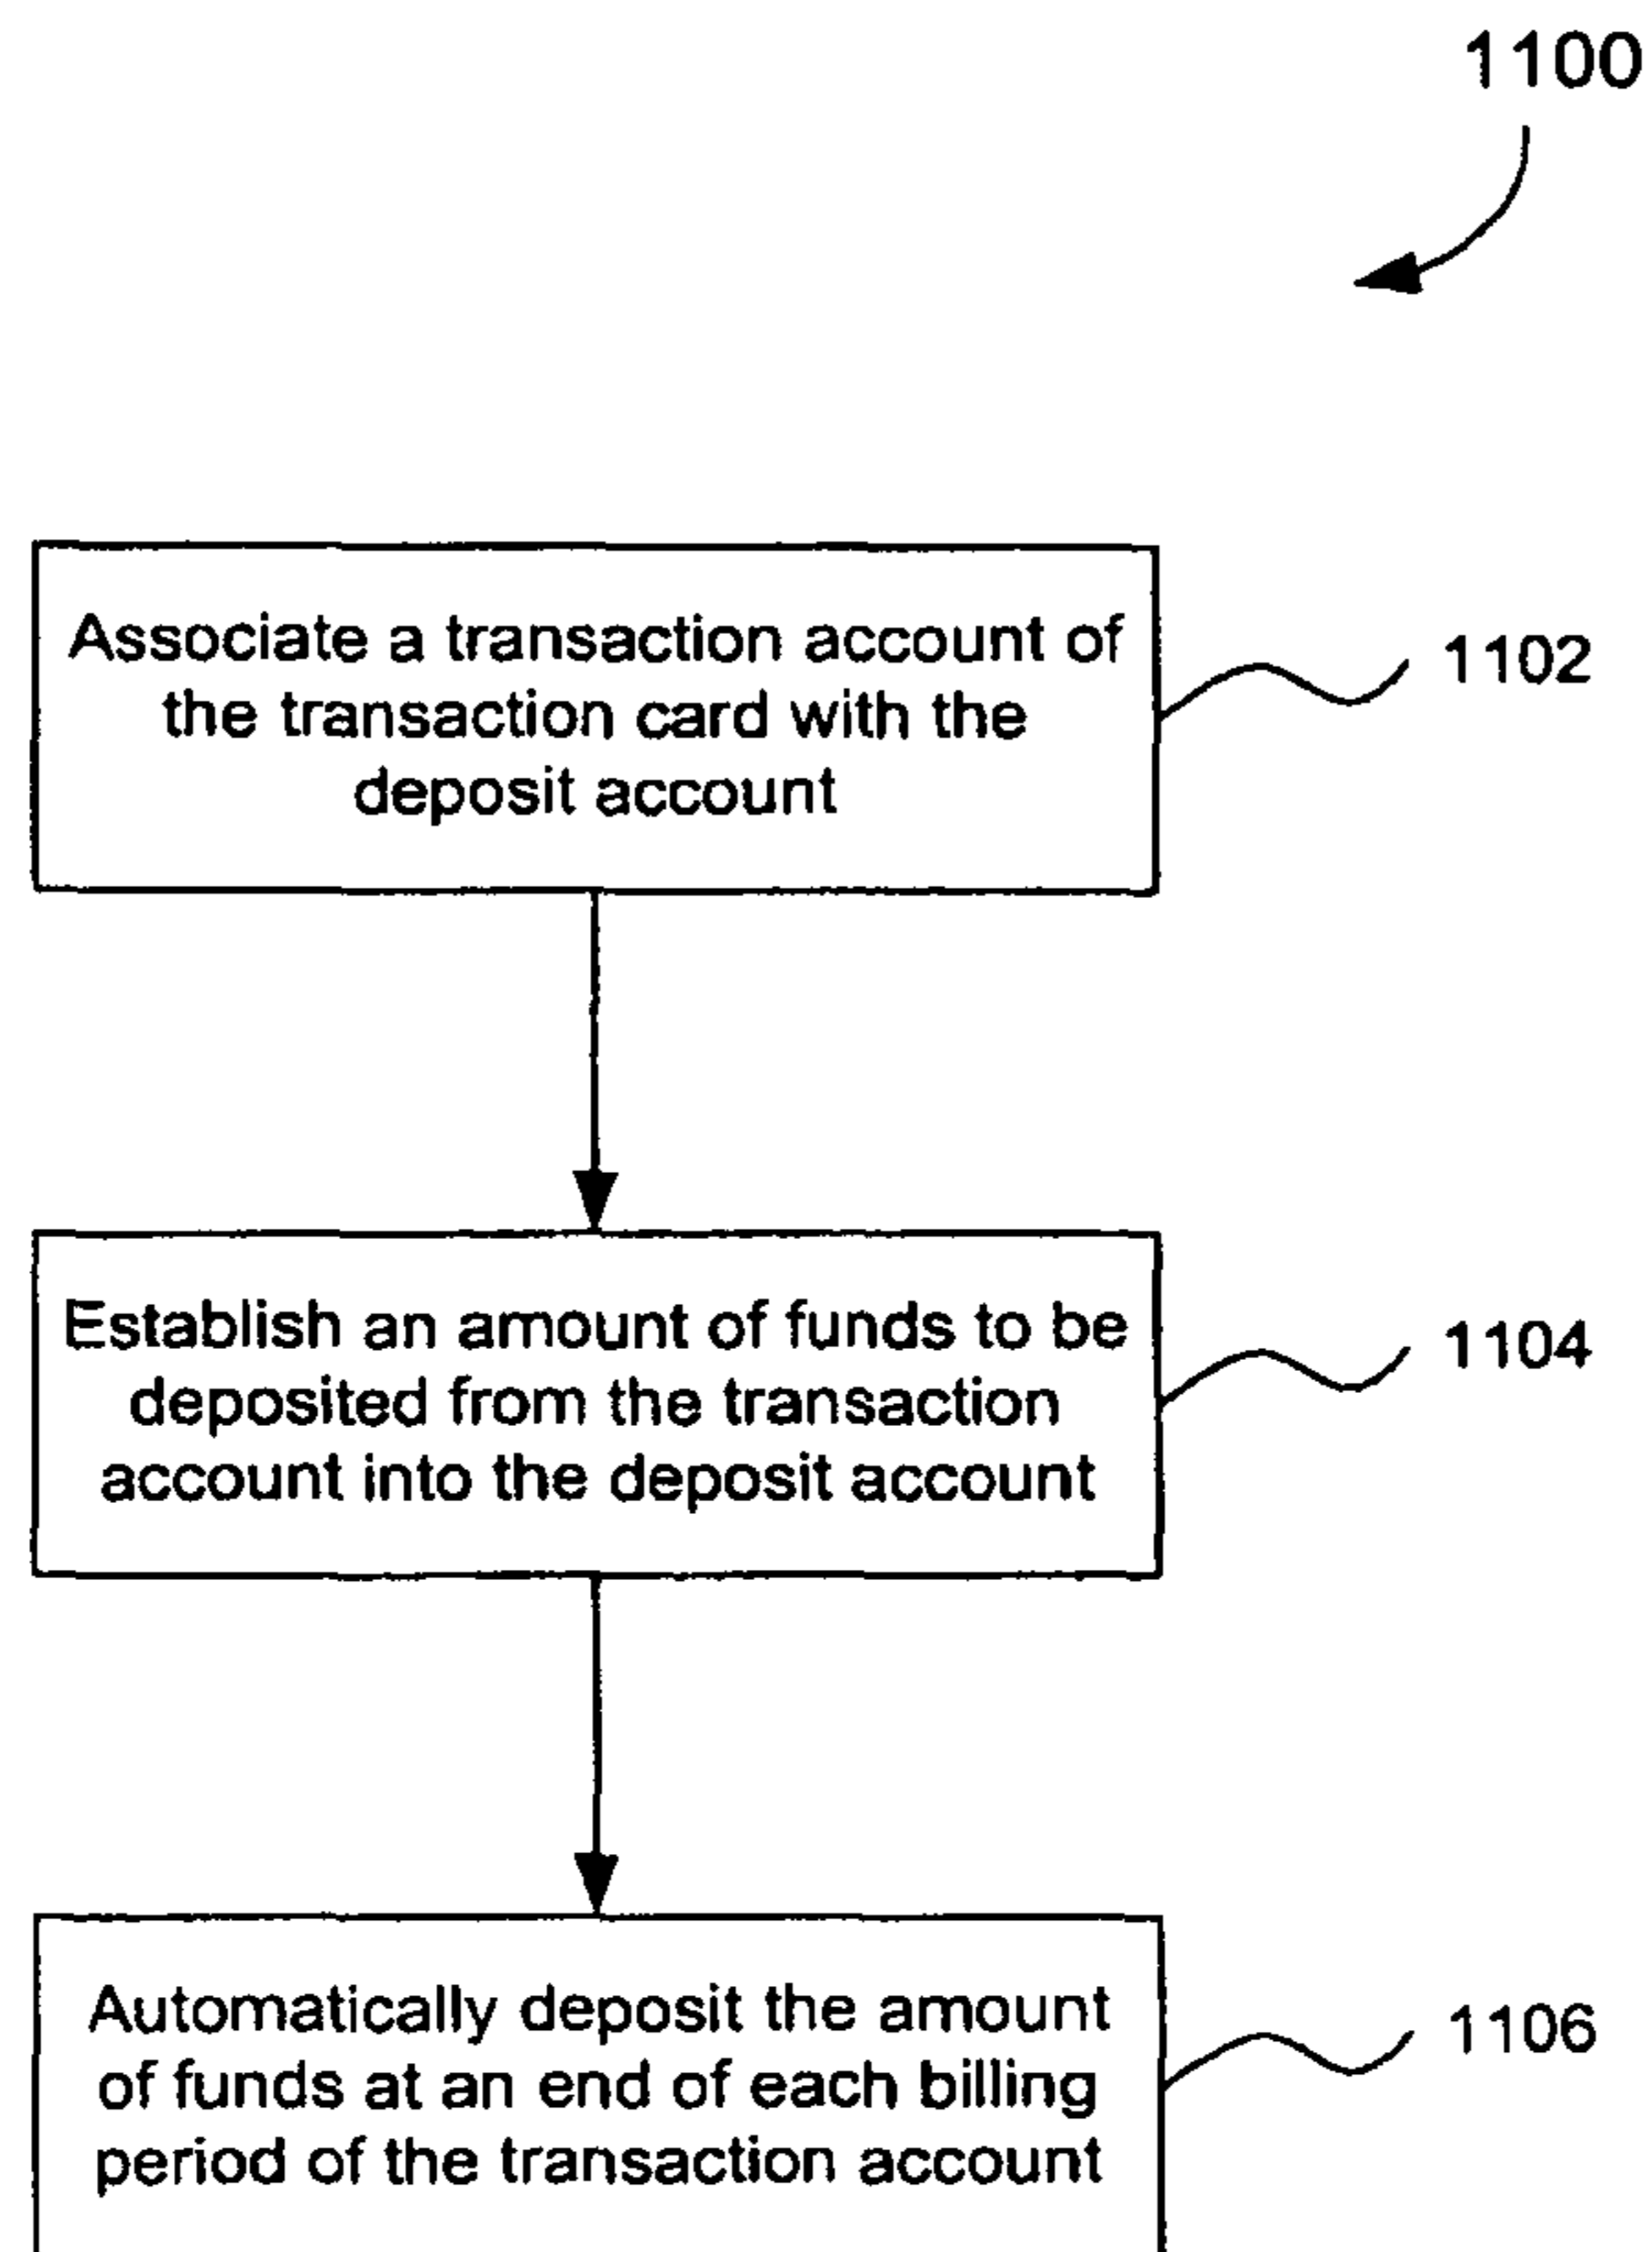 1100
Associate a transaction account of
the transaction card with the
deposit account
1102
Establish an amount of funds to be
deposited from the transaction
account into the deposit account
1104
Automatically deposit the amount
of funds at an end of each billing
period of the transaction account
1106